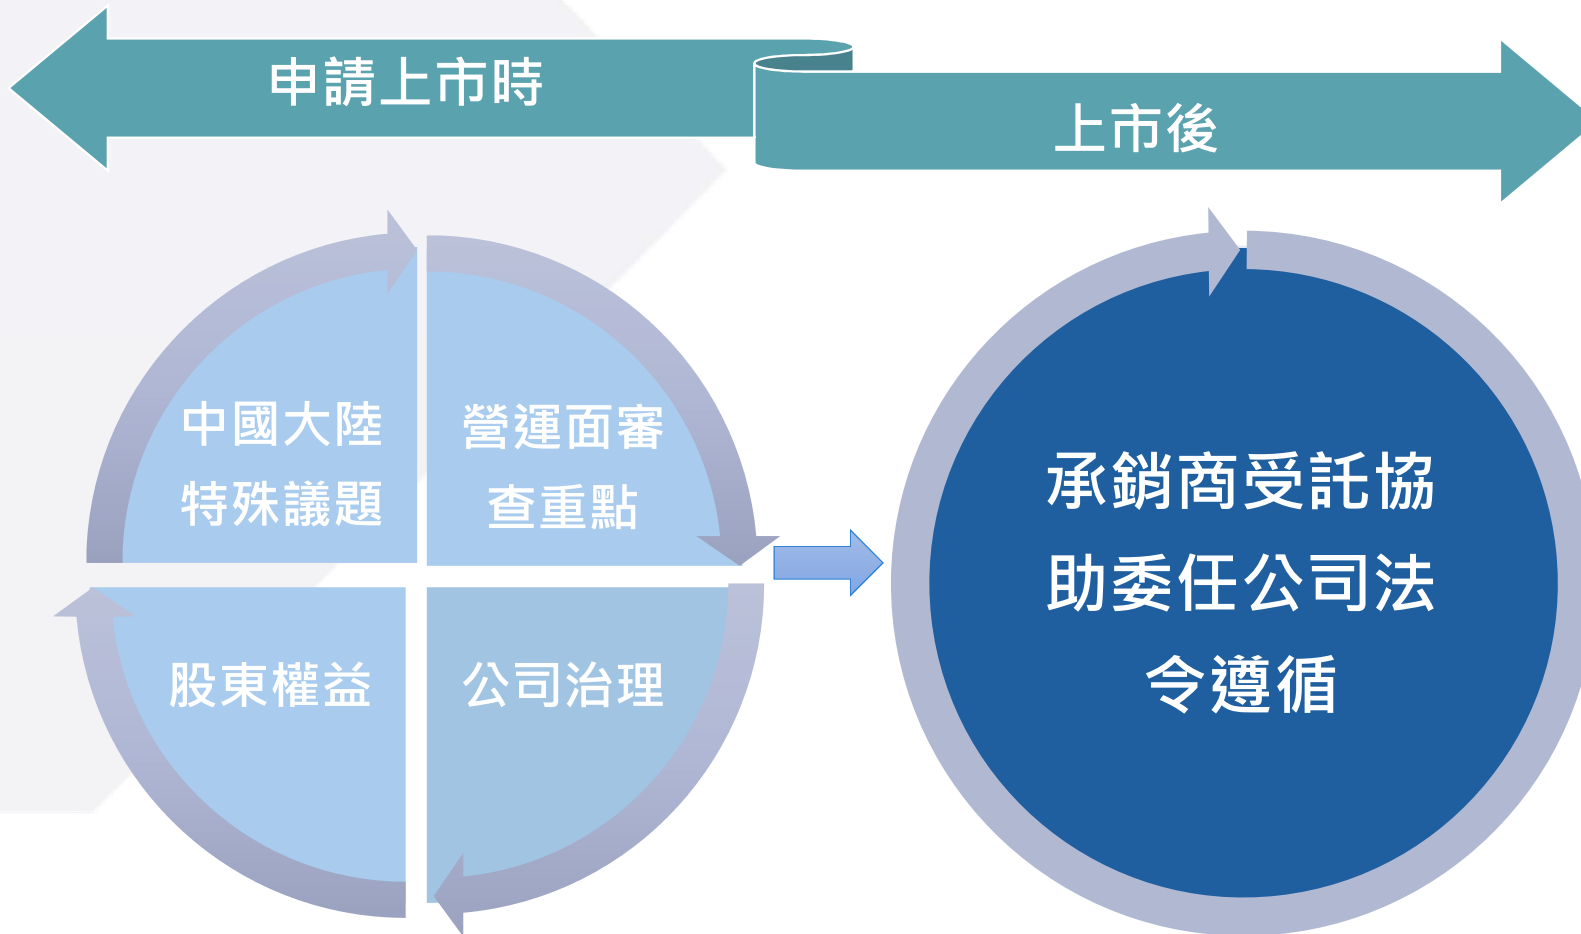 申請上市時
上市後
中國大陸
特殊議題
營運面審
查重點
股東權益
公司治理
承銷商受託協
助委任公司法
令遵循